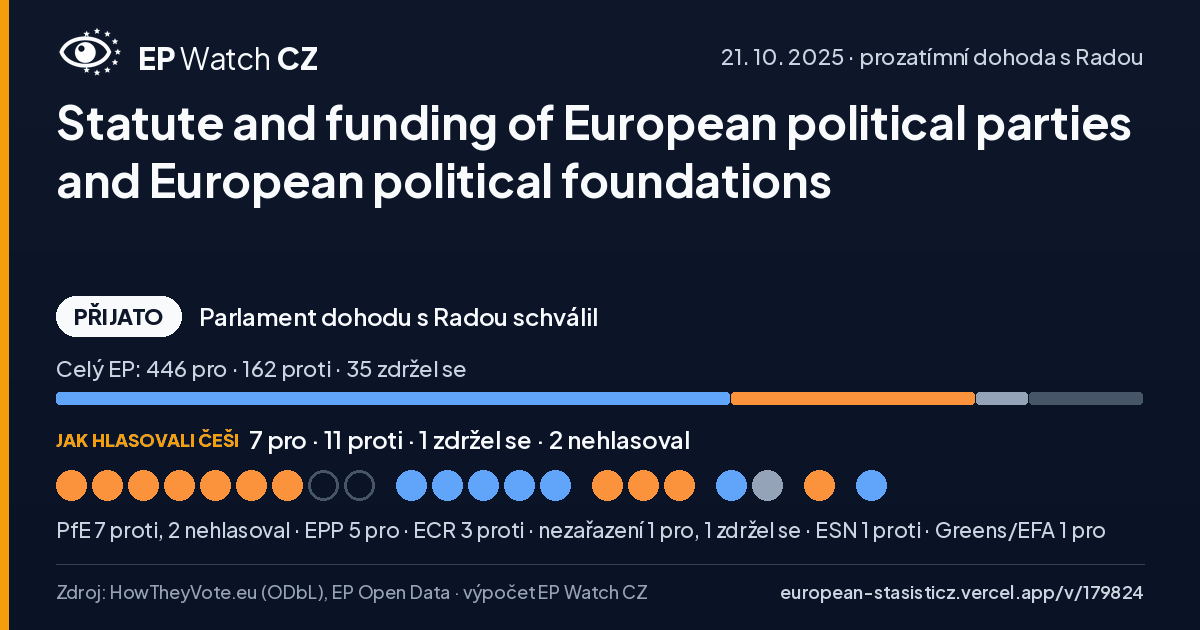 EP Watch CZ
21. 10. 2025 · prozatímní dohoda s Radou
Statute and funding of European political parties
and European political foundations
PŘIJATO
Parlament dohodu s Radou schválil
Celý EP: 446 pro · 162 proti · 35 zdržel se
JAK HLASOVALI ČEŠI 7 pro · 11 proti · 1 zdržel se · 2 nehlasoval
PfE 7 proti, 2 nehlasoval · EPP 5 pro · ECR 3 proti · nezařazení 1 pro, 1 zdržel se · ESN 1 proti · Greens/EFA 1 pro
Zdroj: HowTheyVote.eu (ODbL), EP Open Data · výpočet EP Watch CZ
european-stasisticz.vercel.app/v/179824